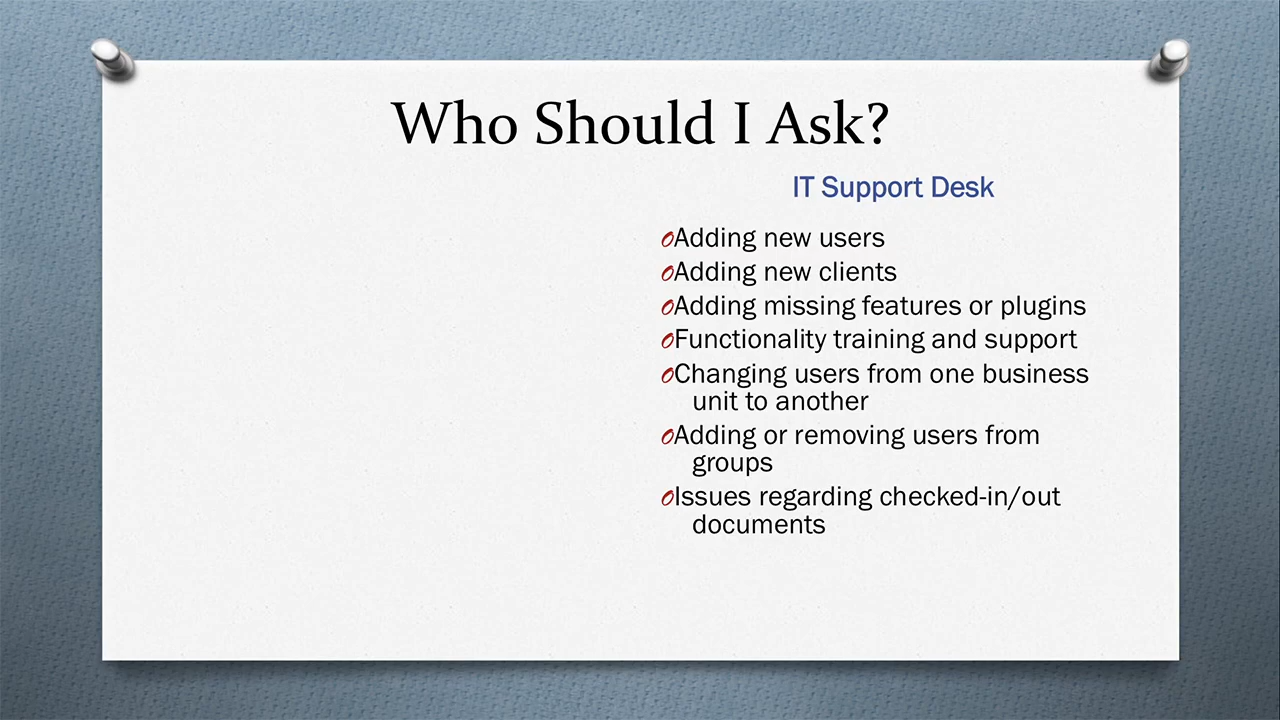 Who Should I Ask?
IT Support Desk
Adding new users
Adding new clients
Adding missing features or plugins
Functionality training and support
Changing users from one business
unit to another
Adding or removing users from
groups
Issues regarding checked-in/out
documents